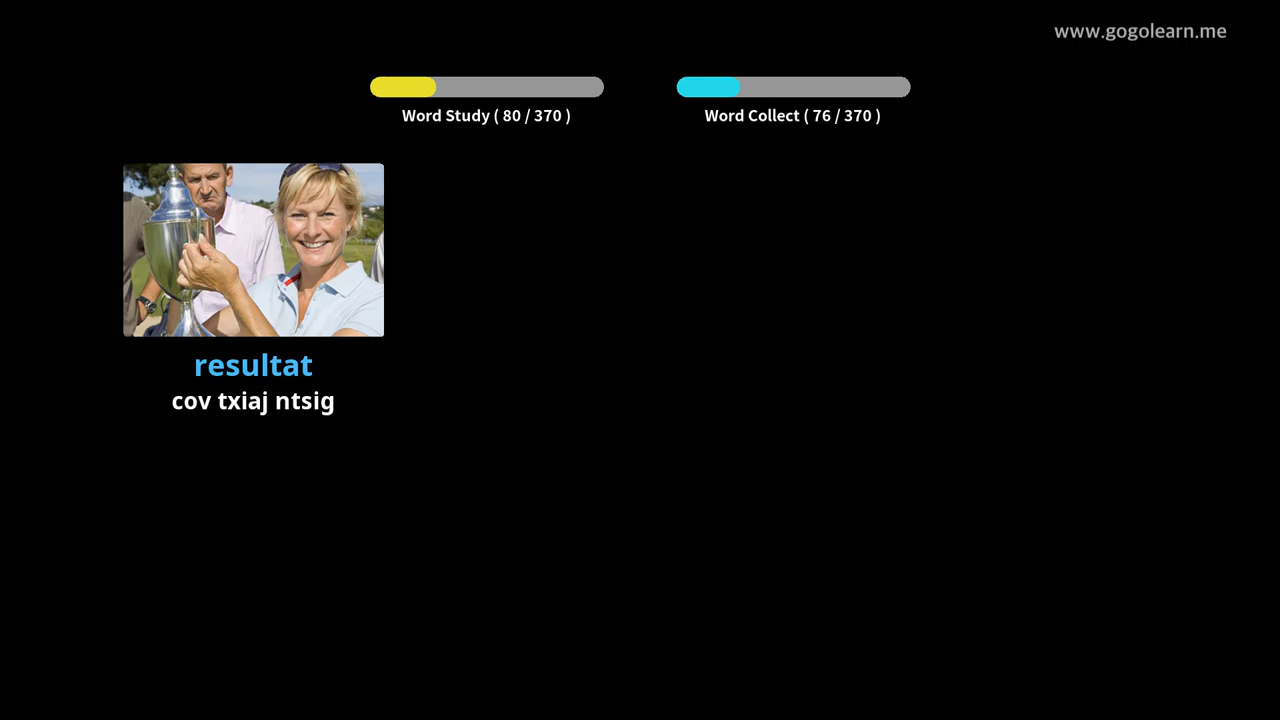 www.gogolearn.me
Word Study ( 80 / 370 )
Word Collect ( 76 / 370 )
resultat
cov txiaj ntsig